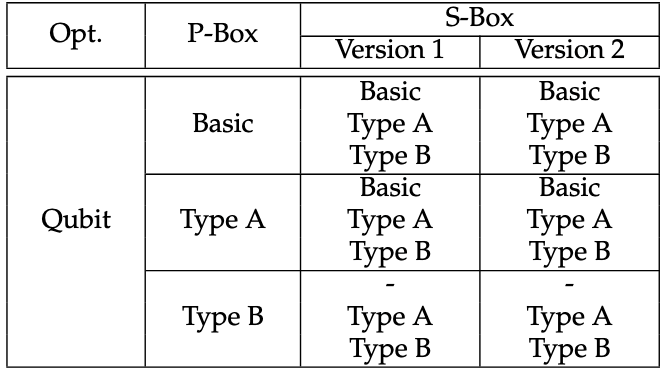 Opt. P-Box S-Box
Version 1 Version 2
Basic Basic
Basic Type A Type A
Type B Type B
Basic Basic
Qubit Type A Type A Type A
Type B Type B
- -
Type B Type A Type A
Type B Type B